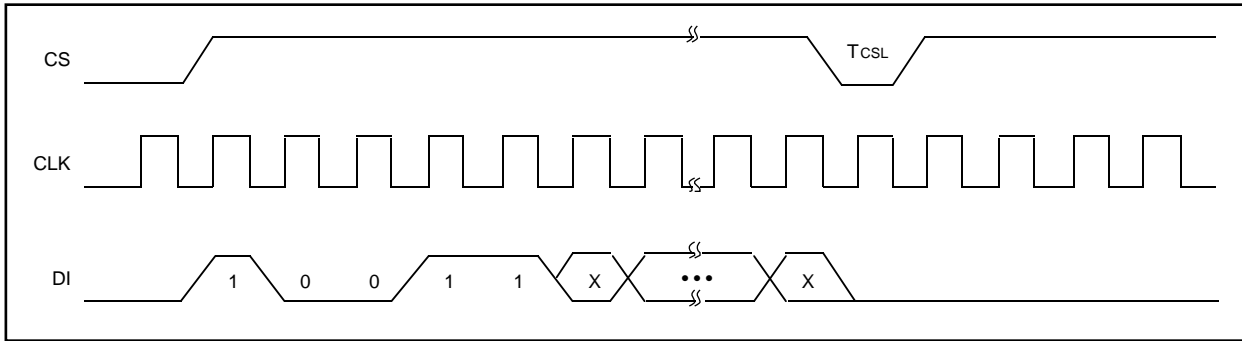 CS
TCSL
CLK
DI
1 0 0 1 1 X ••• X